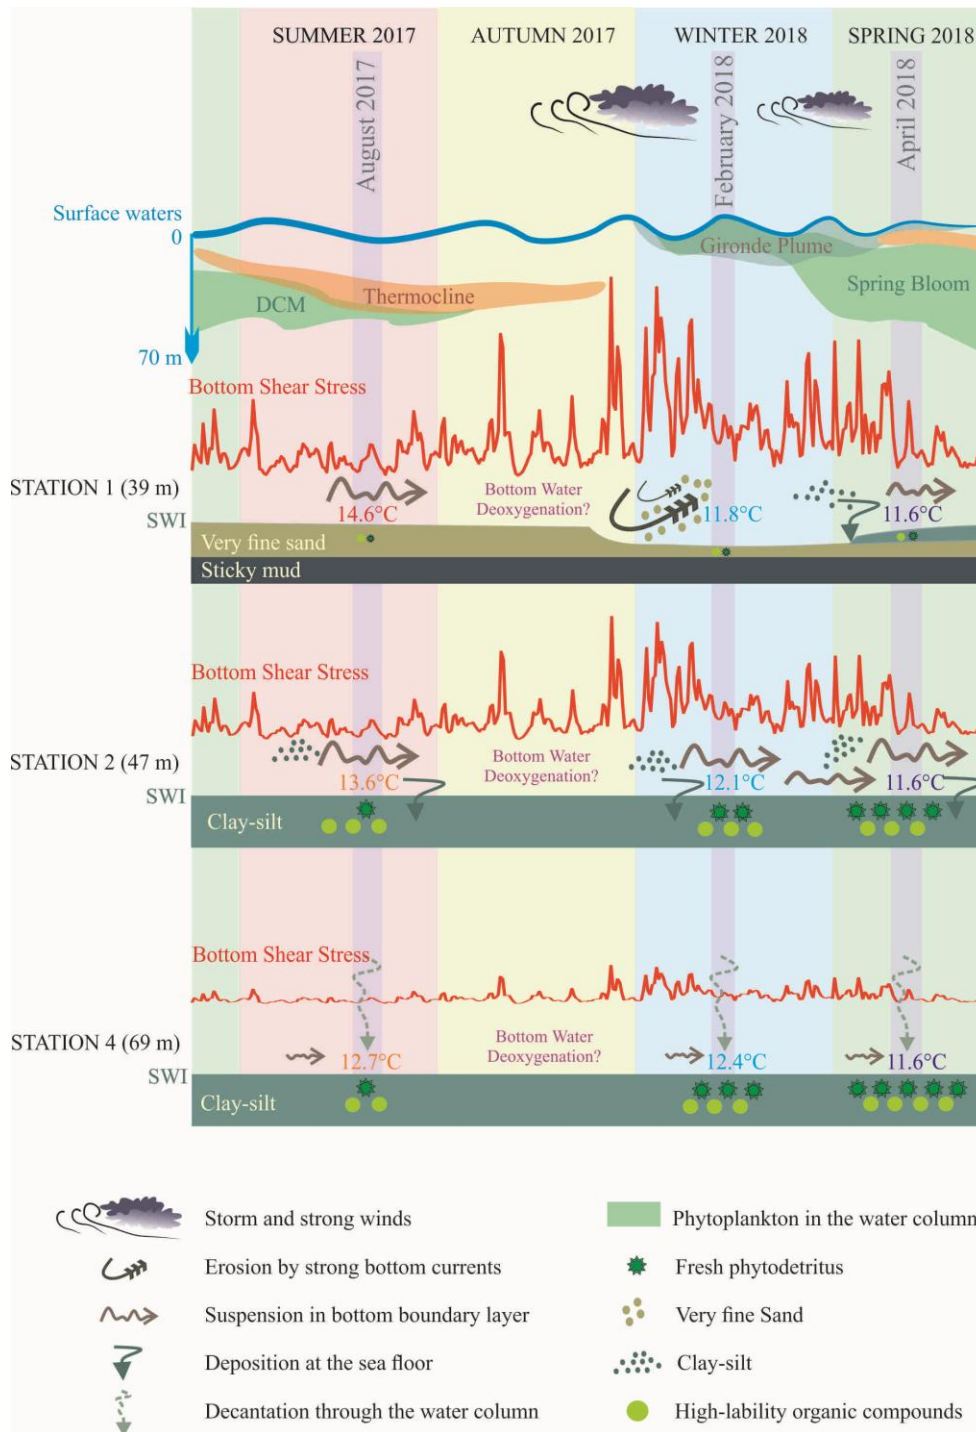 SUMMER 2017
AUTUMN 2017
WINTER 2018
SPRING 2018
August 2017
February 2018
April 2018
Surface waters
0
Gironde Plume
Thermocline
DCM
Spring Bloom
70 m
Bottom Shear Stress
STATION 1 (39 m)
Bottom Water
Deoxygenation?
14.6°C
11.8°C
11.6°C
SWI
Very fine sand
Sticky mud
Bottom Shear Stress
STATION 2 (47 m)
Bottom Water
Deoxygenation?
13.6°C
12.1°C
11.6°C
SWI
Clay-silt
Bottom Shear Stress
STATION 4 (69 m)
Bottom Water
Deoxygenation?
12.7°C
12.4°C
11.6°C
SWI
Clay-silt
Storm and strong winds
Phytoplankton in the water column
Erosion by strong bottom currents
Fresh phytodetritus
Suspension in bottom boundary layer
Very fine Sand
Deposition at the sea floor
Clay-silt
Decantation through the water column
High-lability organic compounds